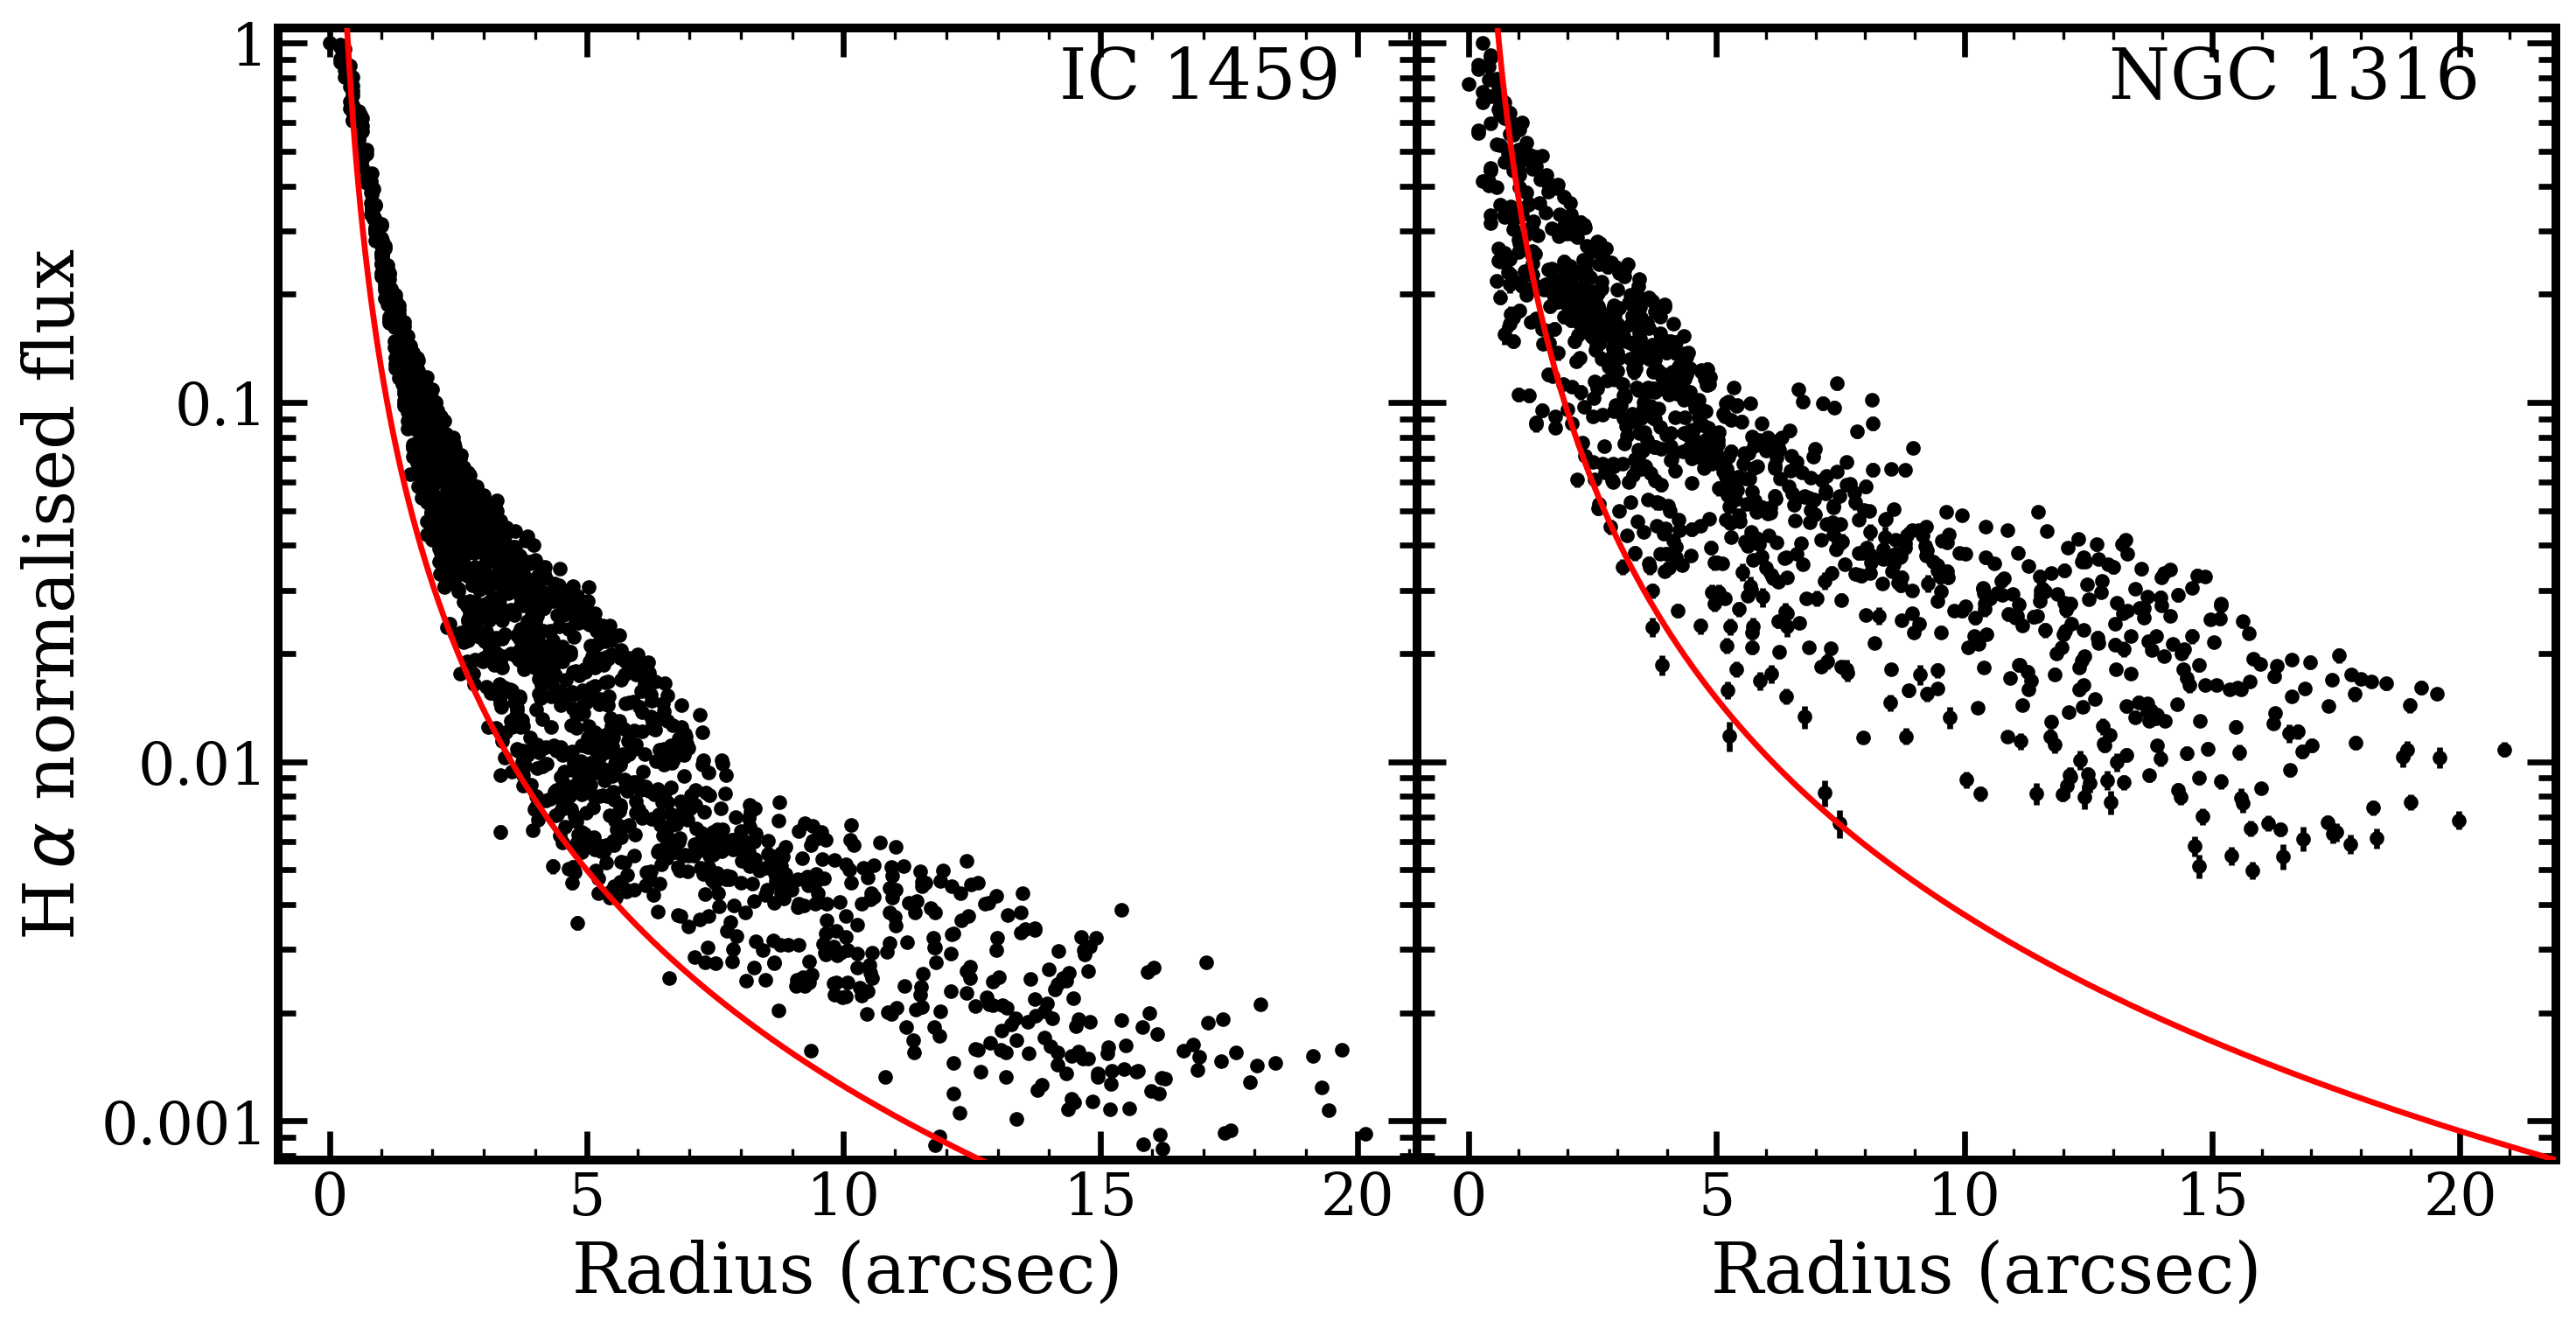 IC 1459
NGC 1316
H α normalised flux
1
0.1
0.01
0.001
0 5 10 15 20
0 5 10 15 20
Radius (arcsec)
Radius (arcsec)